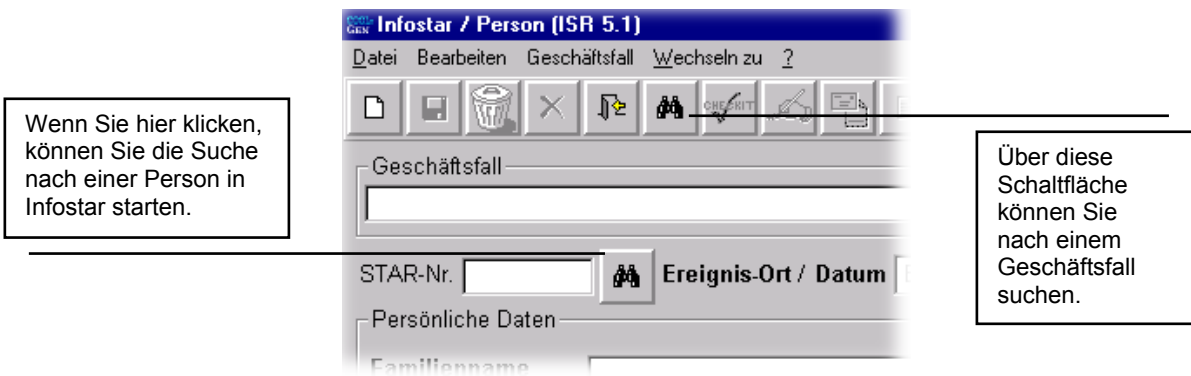 Infostar / Person (ISR 5.1)
Datei Bearbeiten Geschäftsfall Wechseln zu ?
CHECKIT
Wenn Sie hier klicken,
können Sie die Suche
nach einer Person in
Infostar starten.
Geschäftsfall
Über diese
Schaltfläche
können Sie
nach einem
Geschäftsfall
suchen.
STAR-Nr. Ereignis-Ort / Datum
Persönliche Daten
Familienname